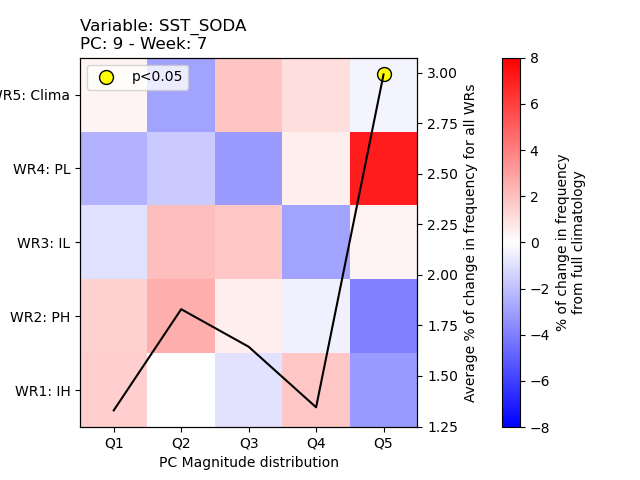 Variable: SST_SODA
PC: 9 - Week: 7
p<0.05
WR5: Clima
WR4: PL
WR3: IL
WR2: PH
WR1: IH
Q1 Q2 Q3 Q4 Q5
PC Magnitude distribution
3.00
2.75
2.50
2.25
2.00
1.75
1.50
1.25
Average % of change in frequency for all WRs
8
6
4
2
0
−2
−4
−6
−8
% of change in frequency
from full climatology